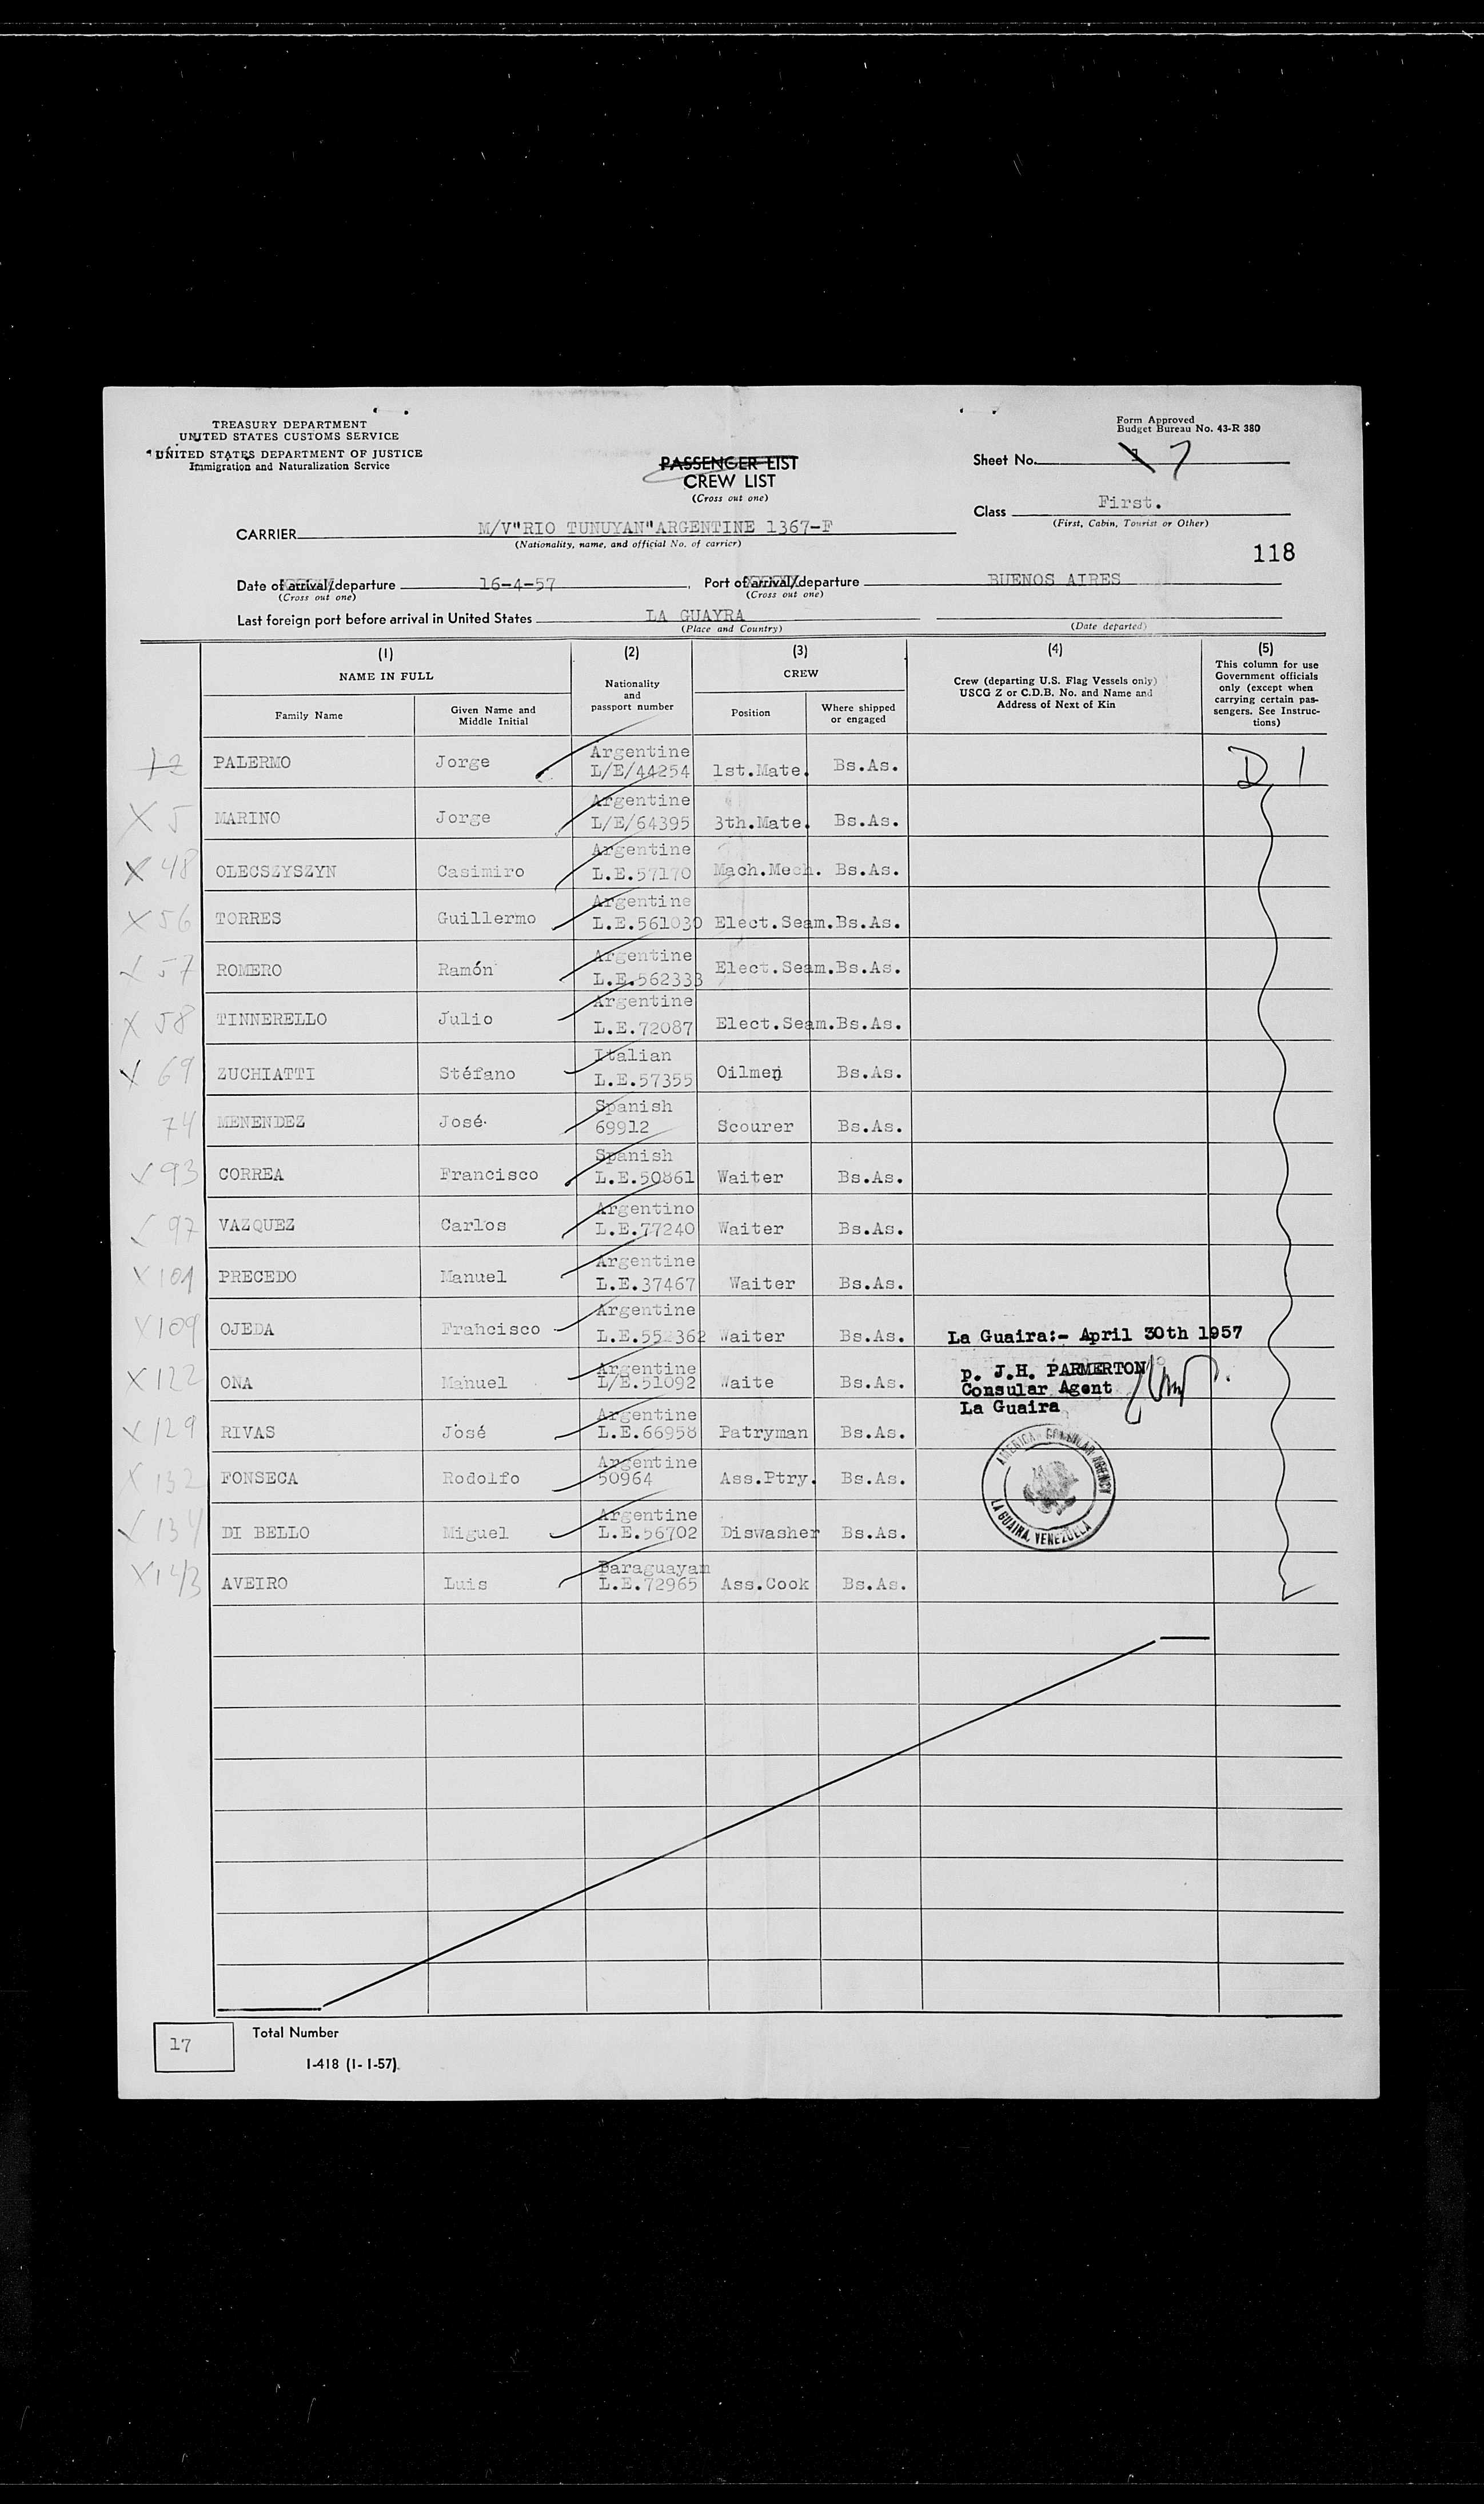 TREASURY DEPARTMENT
UNITED STATES CUSTOMS SERVICE
UNITED STATES DEPARTMENT OF JUSTICE
Immigration and Naturalization Service
Form Approved
Budget Bureau No. 43-R 380
PASSENGER LIST
CREW LIST
(Cross out one)
Sheet No. 7
Class First.
(First, Cabin, Tourist or Other)
CARRIER M/V"RIO TUNUYAN"ARGENTINE 1367-F
(Nationality, name, and official No. of carrier)
118
Date of arrival/departure 16-4-57, Port of arrival/departure BUENOS AIRES
(Cross out one) (Cross out one)
Last foreign port before arrival in United States LA GUAYRA
(Place and Country) (Date departed)
(1) (2) (3) (4) (5)
NAME IN FULL
Family Name
Given Name and
Middle Initial
Nationality
and
passport number
CREW
Position
Where shipped
or engaged
Crew (departing U.S. Flag Vessels only)
USCG Z or C.D.B. No. and Name and
Address of Next of Kin
This column for use
Government officials
only (except when
carrying certain pas-
sengers. See Instruc-
tions)
PALERMO Jorge Argentine L/E/44254 1st.Mate. Bs.As. D 1
X 5 MARINO Jorge Argentine L/E/64395 3th.Mate. Bs.As.
X 48 OLECSZYSZYN Casimiro Argentine L.E.57170 Mach.Mech. Bs.As.
X 56 TORRES Guillermo Argentine L.E.561030 Elect.Seam.Bs.As.
57 ROMERO Ramón Argentine L.E.562333 Elect.Seam.Bs.As.
X 58 TINNERELLO Julio Argentine L.E.72087 Elect.Seam.Bs.As.
69 ZUCHIATTI Stéfano Italian L.E.57355 Oilmen Bs.As.
74 MENENDEZ José Spanish 69912 Scourer Bs.As.
93 CORREA Francisco Spanish L.E.50861 Waiter Bs.As.
97 VAZQUEZ Carlos Argentino L.E.77240 Waiter Bs.As.
X 101 PRECEDO Manuel Argentine L.E.37467 Waiter Bs.As.
X 109 OJEDA Francisco Argentine L.E.552362 Waiter Bs.As.
X 122 ONA Manuel Argentine L/E.51092 Waite Bs.As.
X 129 RIVAS José Argentine L.E.66958 Patryman Bs.As.
X 132 FONSECA Rodolfo Argentine 50964 Ass.Ptry. Bs.As.
134 DI BELLO Miguel Argentine L.E.56702 Diswasher Bs.As.
X 143 AVEIRO Luis Paraguayam L.E.72965 Ass.Cook Bs.As.
La Guaira:- April 30th 1957
p. J.H. PARMERTON
Consular Agent
La Guaira
AMERICAN CONSULAR AGENCY
LA GUAIRA, VENEZUELA
17 Total Number
I-418 (1-1-57)